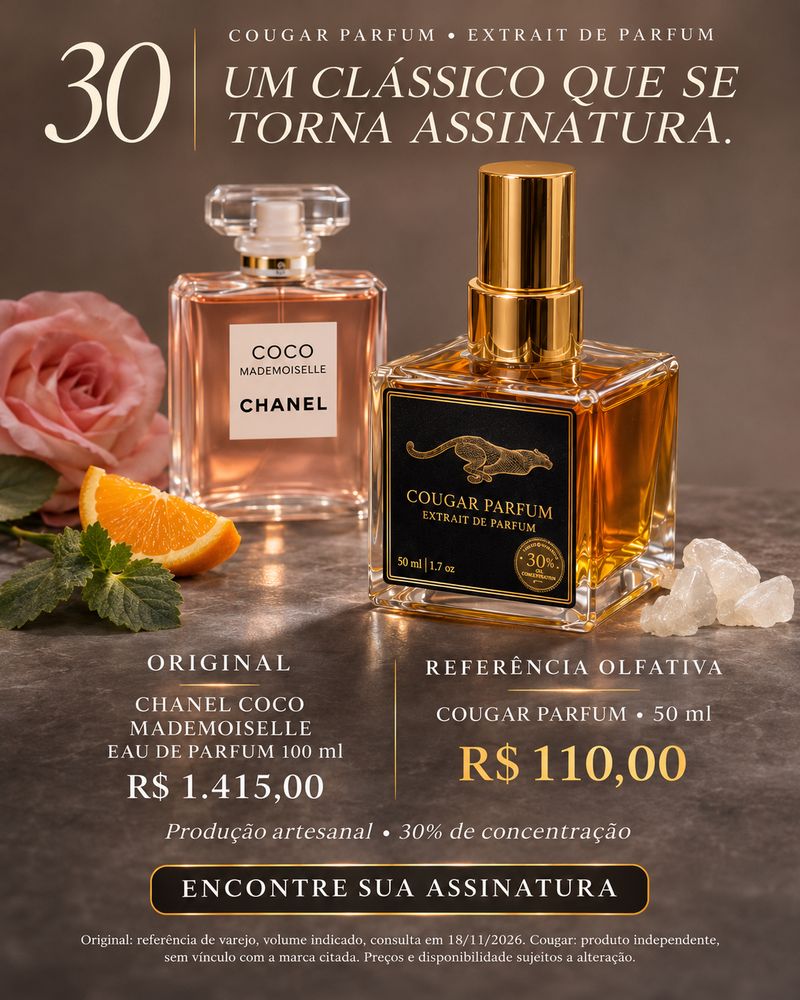 30
COUGAR PARFUM • EXTRAIT DE PARFUM
UM CLÁSSICO QUE SE
TORNA ASSINATURA.
COCO
MADEMOISELLE
CHANEL
COUGAR PARFUM
EXTRAIT DE PARFUM
50 ml | 1.7 oz
30%
OIL
CONCENTRATION
ORIGINAL
CHANEL COCO
MADEMOISELLE
EAU DE PARFUM 100 ml
R$ 1.415,00
REFERÊNCIA OLFATIVA
COUGAR PARFUM • 50 ml
R$ 110,00
Produção artesanal • 30% de concentração
ENCONTRE SUA ASSINATURA
Original: referência de varejo, volume indicado, consulta em 18/11/2026. Cougar: produto independente,
sem vínculo com a marca citada. Preços e disponibilidade sujeitos a alteração.